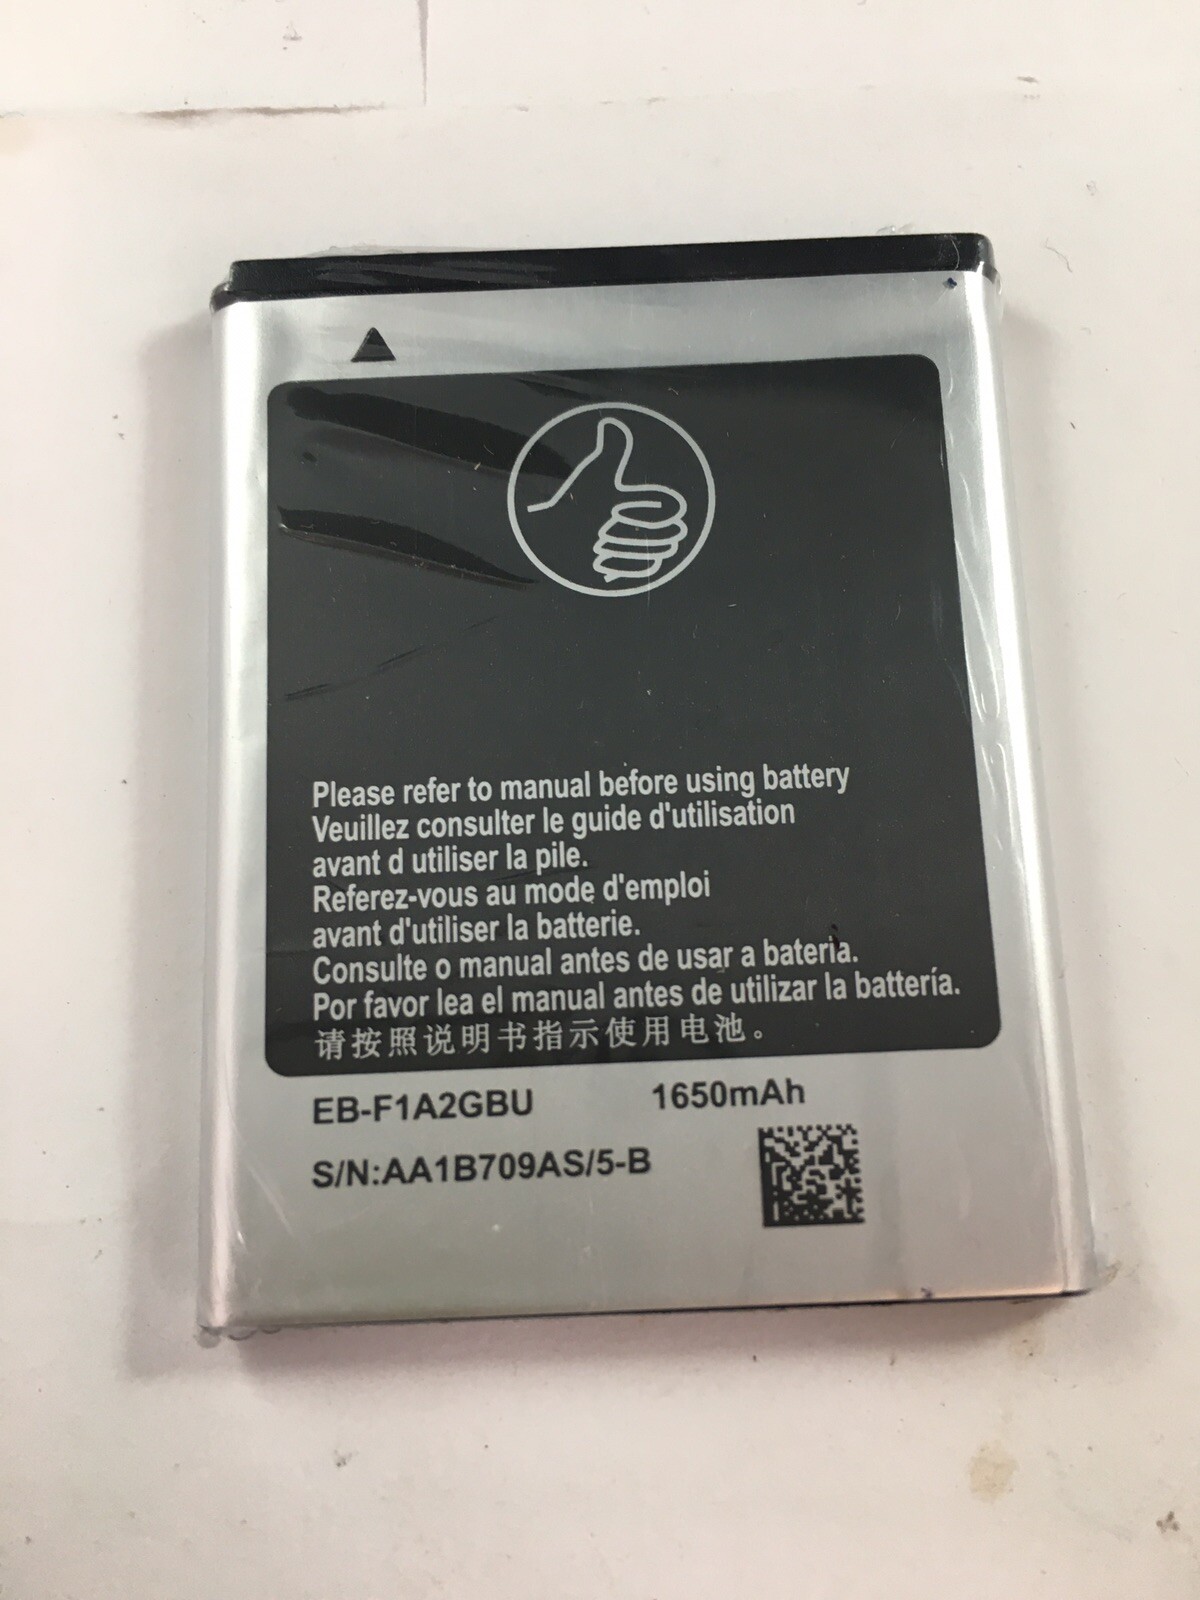 Please refer to manual before using battery
Veuillez consulter le guide d'utilisation
avant d utiliser la pile.
Referez-vous au mode d'emploi
avant d'utiliser la batterie.
Consulte o manual antes de usar a bateria.
Por favor lea el manual antes de utilizar la battería.
请按照说明书指示使用电池。
EB-F1A2GBU 1650mAh
S/N:AA1B709AS/5-B